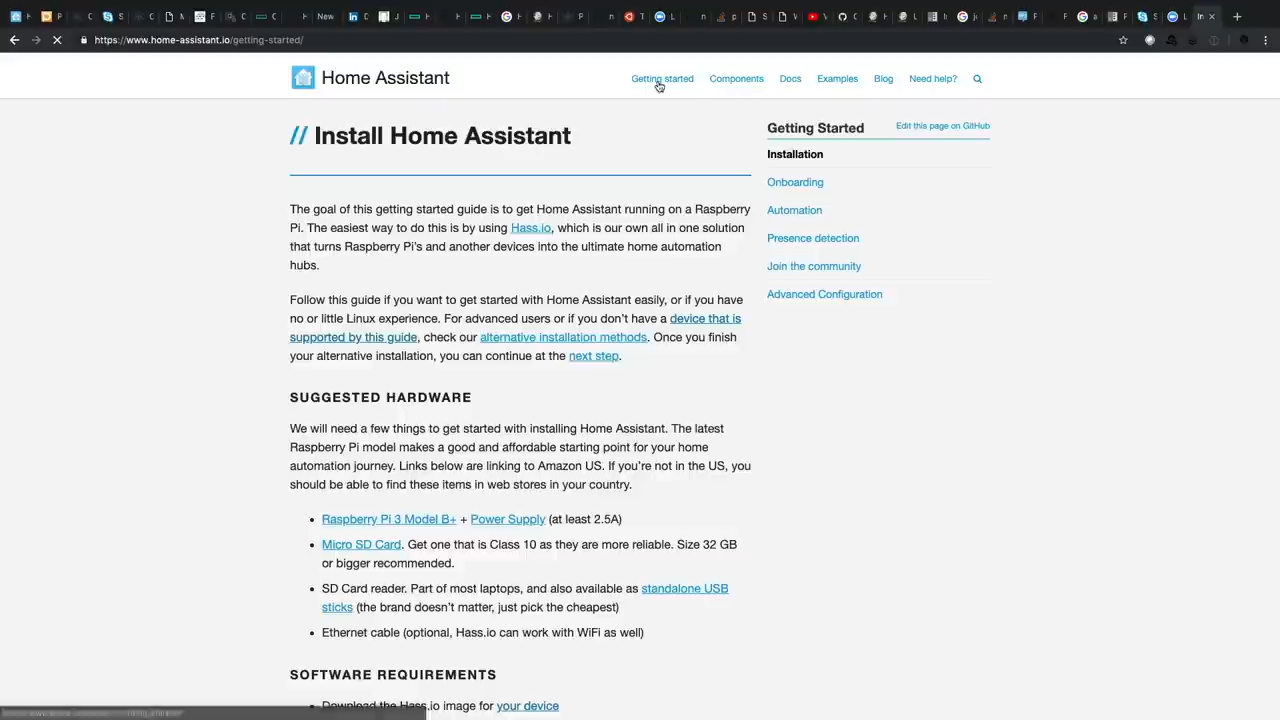 New
https://www.home-assistant.io/getting-started/
Home Assistant
Getting started
Components
Docs
Examples
Blog
Need help?
// Install Home Assistant
The goal of this getting started guide is to get Home Assistant running on a Raspberry
Pi. The easiest way to do this is by using Hass.io, which is our own all in one solution
that turns Raspberry Pi's and another devices into the ultimate home automation
hubs.
Follow this guide if you want to get started with Home Assistant easily, or if you have
no or little Linux experience. For advanced users or if you don't have a device that is
supported by this guide, check our alternative installation methods. Once you finish
your alternative installation, you can continue at the next step.
SUGGESTED HARDWARE
We will need a few things to get started with installing Home Assistant. The latest
Raspberry Pi model makes a good and affordable starting point for your home
automation journey. Links below are linking to Amazon US. If you're not in the US, you
should be able to find these items in web stores in your country.
• Raspberry Pi 3 Model B+ + Power Supply (at least 2.5A)
• Micro SD Card. Get one that is Class 10 as they are more reliable. Size 32 GB
or bigger recommended.
• SD Card reader. Part of most laptops, and also available as standalone USB
sticks (the brand doesn't matter, just pick the cheapest)
• Ethernet cable (optional, Hass.io can work with WiFi as well)
SOFTWARE REQUIREMENTS
• Download the Hass.io image for your device
Getting Started
Edit this page on GitHub
Installation
Onboarding
Automation
Presence detection
Join the community
Advanced Configuration